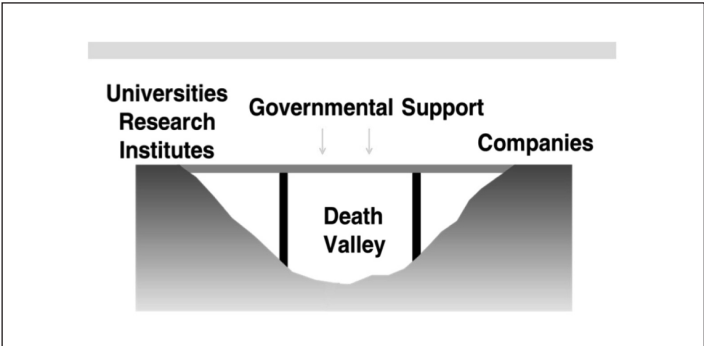 Universities
Research
Institutes
Governmental Support
Companies
Death
Valley